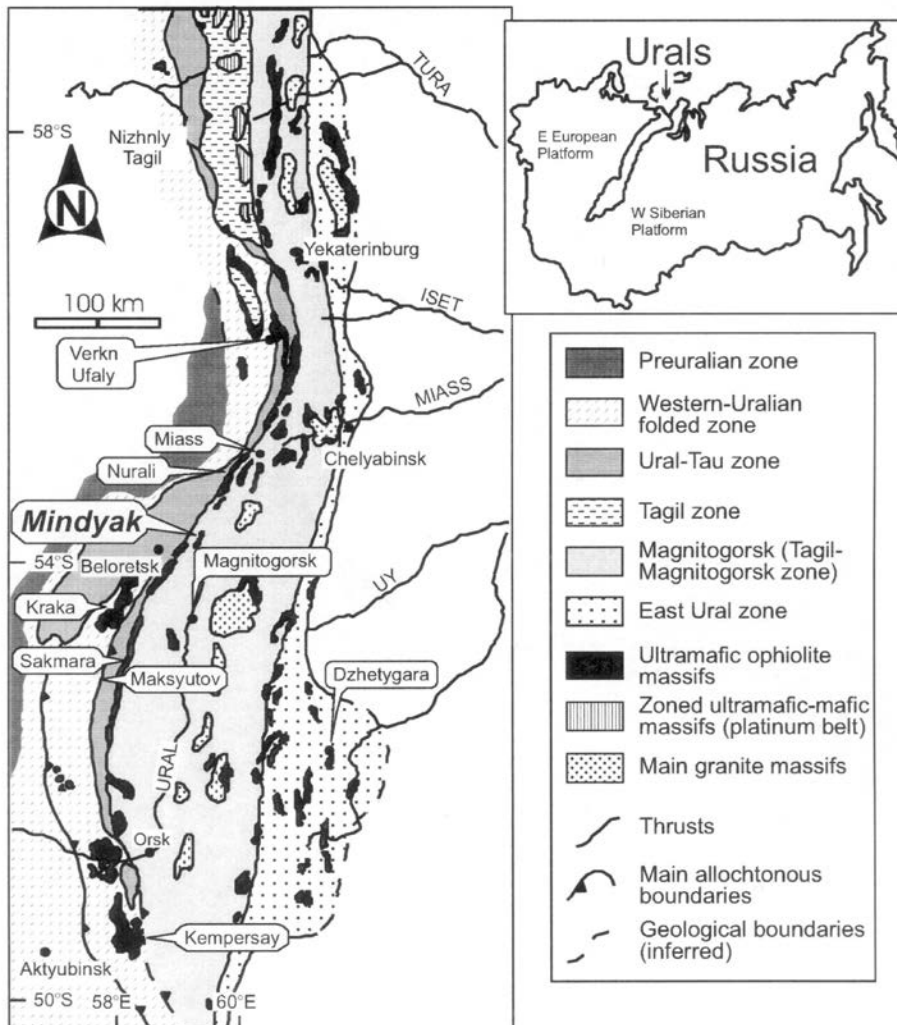 TURA
58°S
Nizhnly
Tagil
N
Yekaterinburg
100 km
ISET
Verkn
Ufaly
MIASS
Miass
Nurali
Chelyabinsk
Mindyak
54°S
Beloretsk
Magnitogorsk
UY
Kraka
Sakmara
Maksyutov
Dzhetygara
URAL
Orsk
Kempersay
Aktyubinsk
50°S
58°E
60°E
Urals
E European
Platform
Russia
W Siberian
Platform
Preuralian zone
Western-Uralian
folded zone
Ural-Tau zone
Tagil zone
Magnitogorsk (Tagil-
Magnitogorsk zone)
East Ural zone
Ultramafic ophiolite
massifs
Zoned ultramafic-mafic
massifs (platinum belt)
Main granite massifs
Thrusts
Main allochtonous
boundaries
Geological boundaries
(inferred)